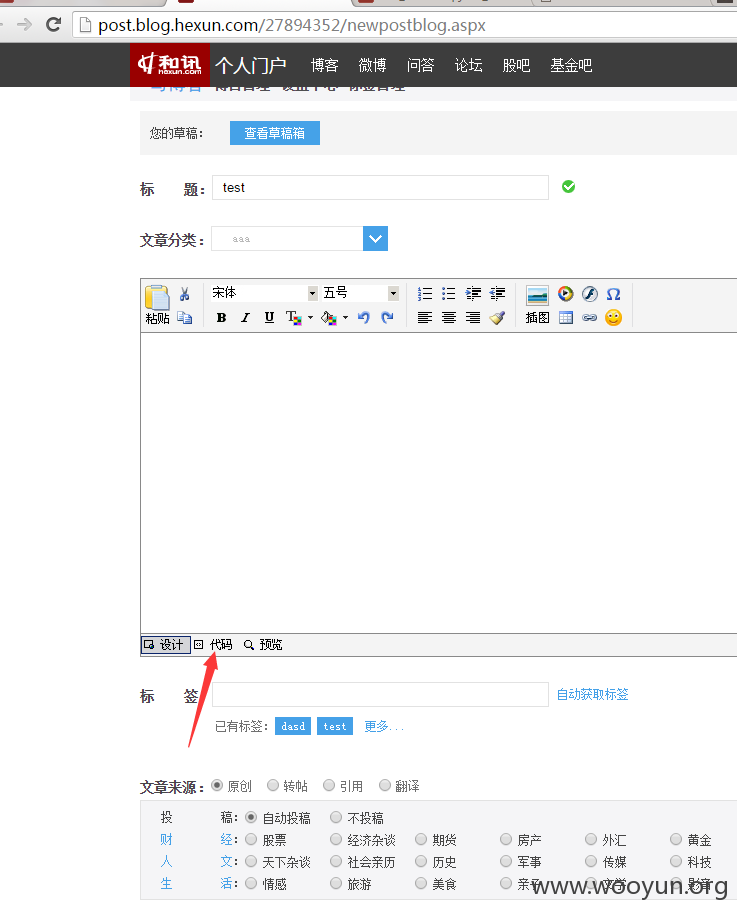 post.blog.hexun.com/27894352/newpostblog.aspx
和讯 hexun.com 个人门户 博客 微博 问答 论坛 股吧 基金吧
您的草稿: 查看草稿箱
标 题: test
文章分类: aaa
宋体 五号
粘贴 B I U T 插图
设计 代码 预览
标 签 自动获取标签
已有标签: dasd test 更多...
文章来源: 原创 转帖 引用 翻译
投 稿: 自动投稿 不投稿
财 经: 股票 经济杂谈 期货 房产 外汇 黄金
人 文: 天下杂谈 社会亲历 历史 军事 传媒 科技
生 活: 情感 旅游 美食 亲子 文学 影音
www.wooyun.org